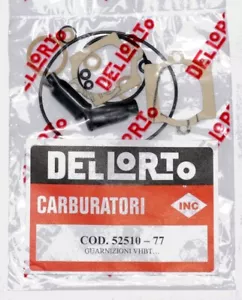 DELLORTO
CARBURATORI
INC
COD. 52510 - 77
GUARNIZIONI VHBT...